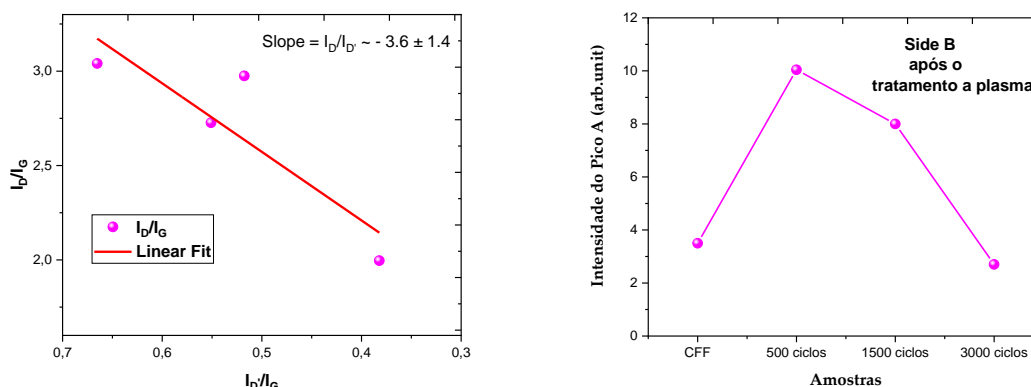 Slope = I_D/I_D' ~ - 3.6 ± 1.4
3,0
2,5
2,0
I_D/I_G
I_D/I_G
Linear Fit
0,7
0,6
0,5
0,4
0,3
I_D'/I_G
12
10
8
6
4
2
0
Intensidade do Pico A (arb.unit)
Side B
após o
tratamento a plasma
CFF
500 ciclos
1500 ciclos
3000 ciclos
Amostras